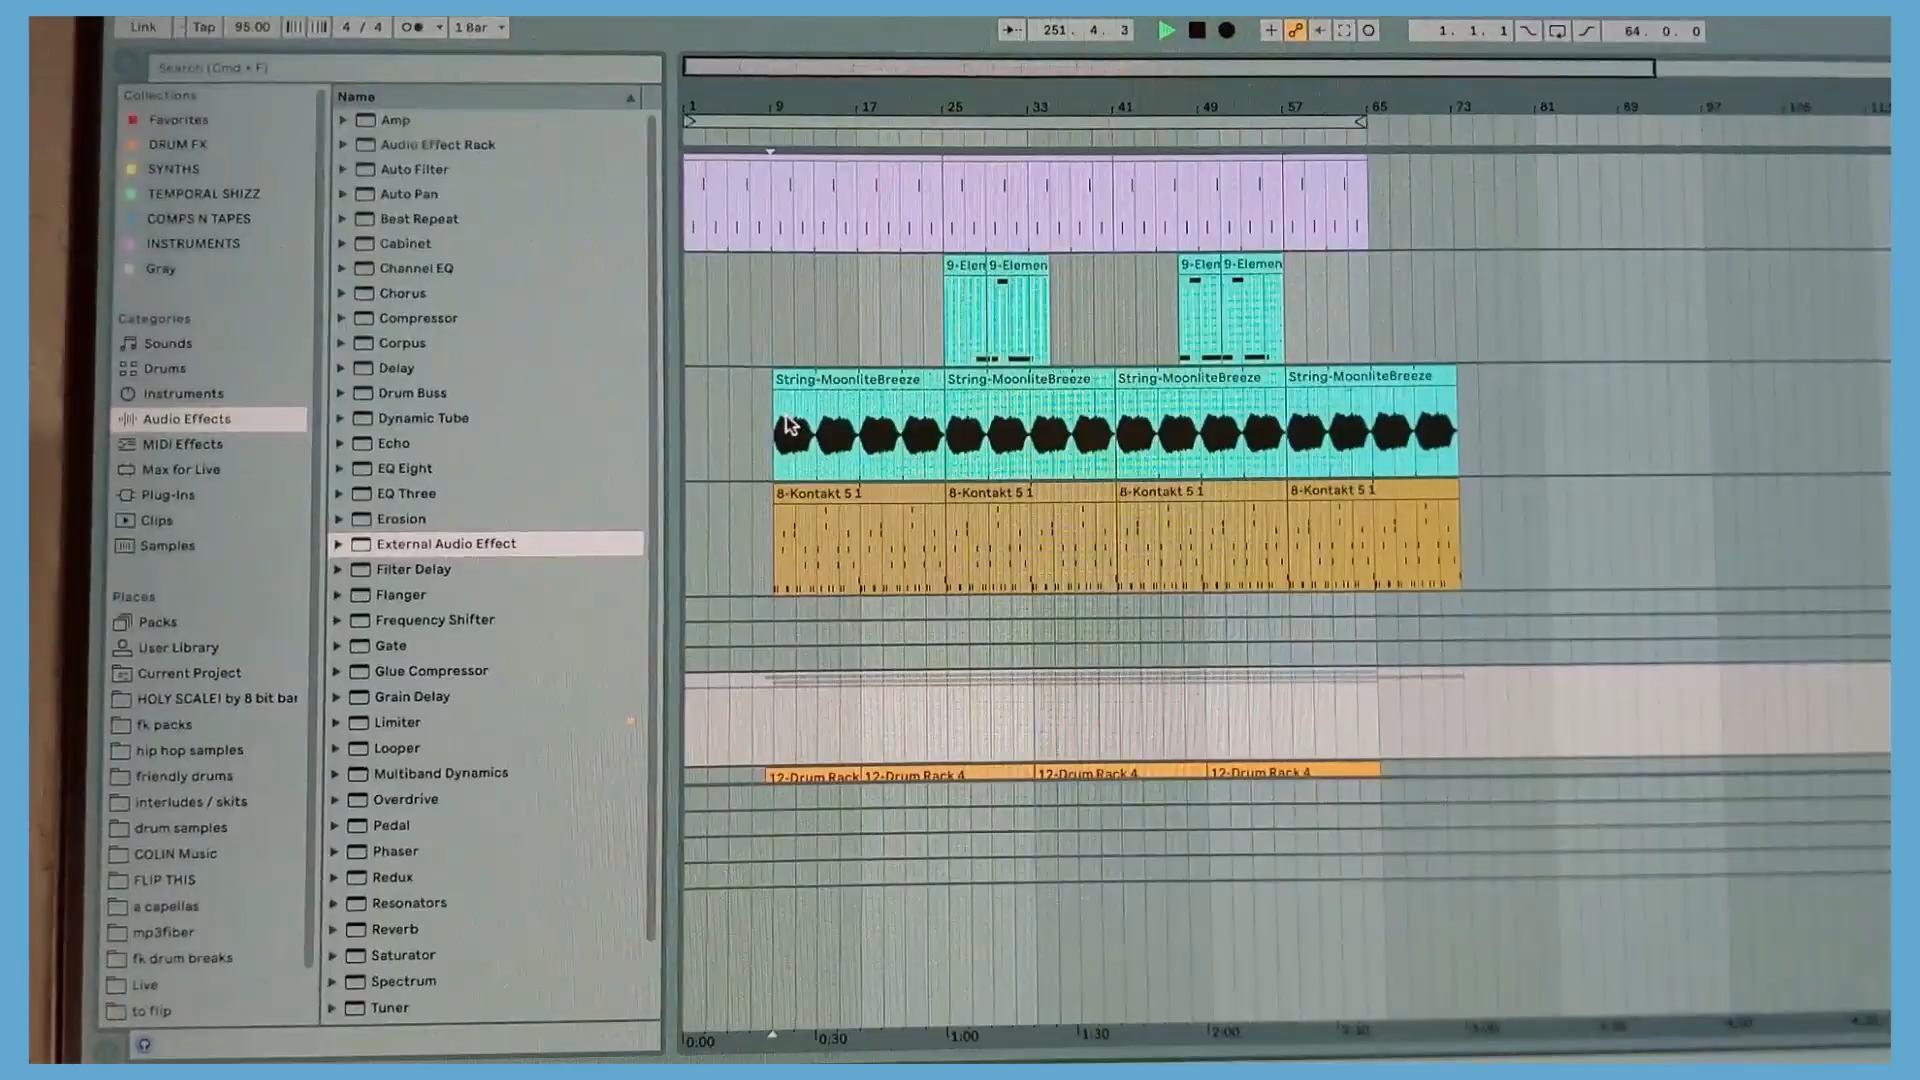 Link Tap 95.00 4 / 4 1 Bar 251. 4. 3 1. 1. 1 64. 0. 0
Search (Cmd + F)
Collections
Favorites
DRUM FX
SYNTHS
TEMPORAL SHIZZ
COMPS N TAPES
INSTRUMENTS
Gray
Categories
Sounds
Drums
Instruments
Audio Effects
MIDI Effects
Max for Live
Plug-Ins
Clips
Samples
Places
Packs
User Library
Current Project
HOLY SCALE! by 8 bit bar
fk packs
hip hop samples
friendly drums
interludes / skits
drum samples
COLIN Music
FLIP THIS
a capellas
mp3fiber
fk drum breaks
Live
to flip
Name
Amp
Audio Effect Rack
Auto Filter
Auto Pan
Beat Repeat
Cabinet
Channel EQ
Chorus
Compressor
Corpus
Delay
Drum Buss
Dynamic Tube
Echo
EQ Eight
EQ Three
Erosion
External Audio Effect
Filter Delay
Flanger
Frequency Shifter
Gate
Glue Compressor
Grain Delay
Limiter
Looper
Multiband Dynamics
Overdrive
Pedal
Phaser
Redux
Resonators
Reverb
Saturator
Spectrum
Tuner
1 9 17 25 33 41 49 57 65 73 81 89 97 105
9-Elen 9-Elemen 9-Elen 9-Elemen
String-MoonliteBreeze String-MoonliteBreeze String-MoonliteBreeze String-MoonliteBreeze
8-Kontakt 5 1 8-Kontakt 5 1 8-Kontakt 5 1 8-Kontakt 5 1
12-Drum Rack 12-Drum Rack 4 12-Drum Rack 4 12-Drum Rack 4
0:00 0:30 1:00 1:30 2:00 2:30 3:00